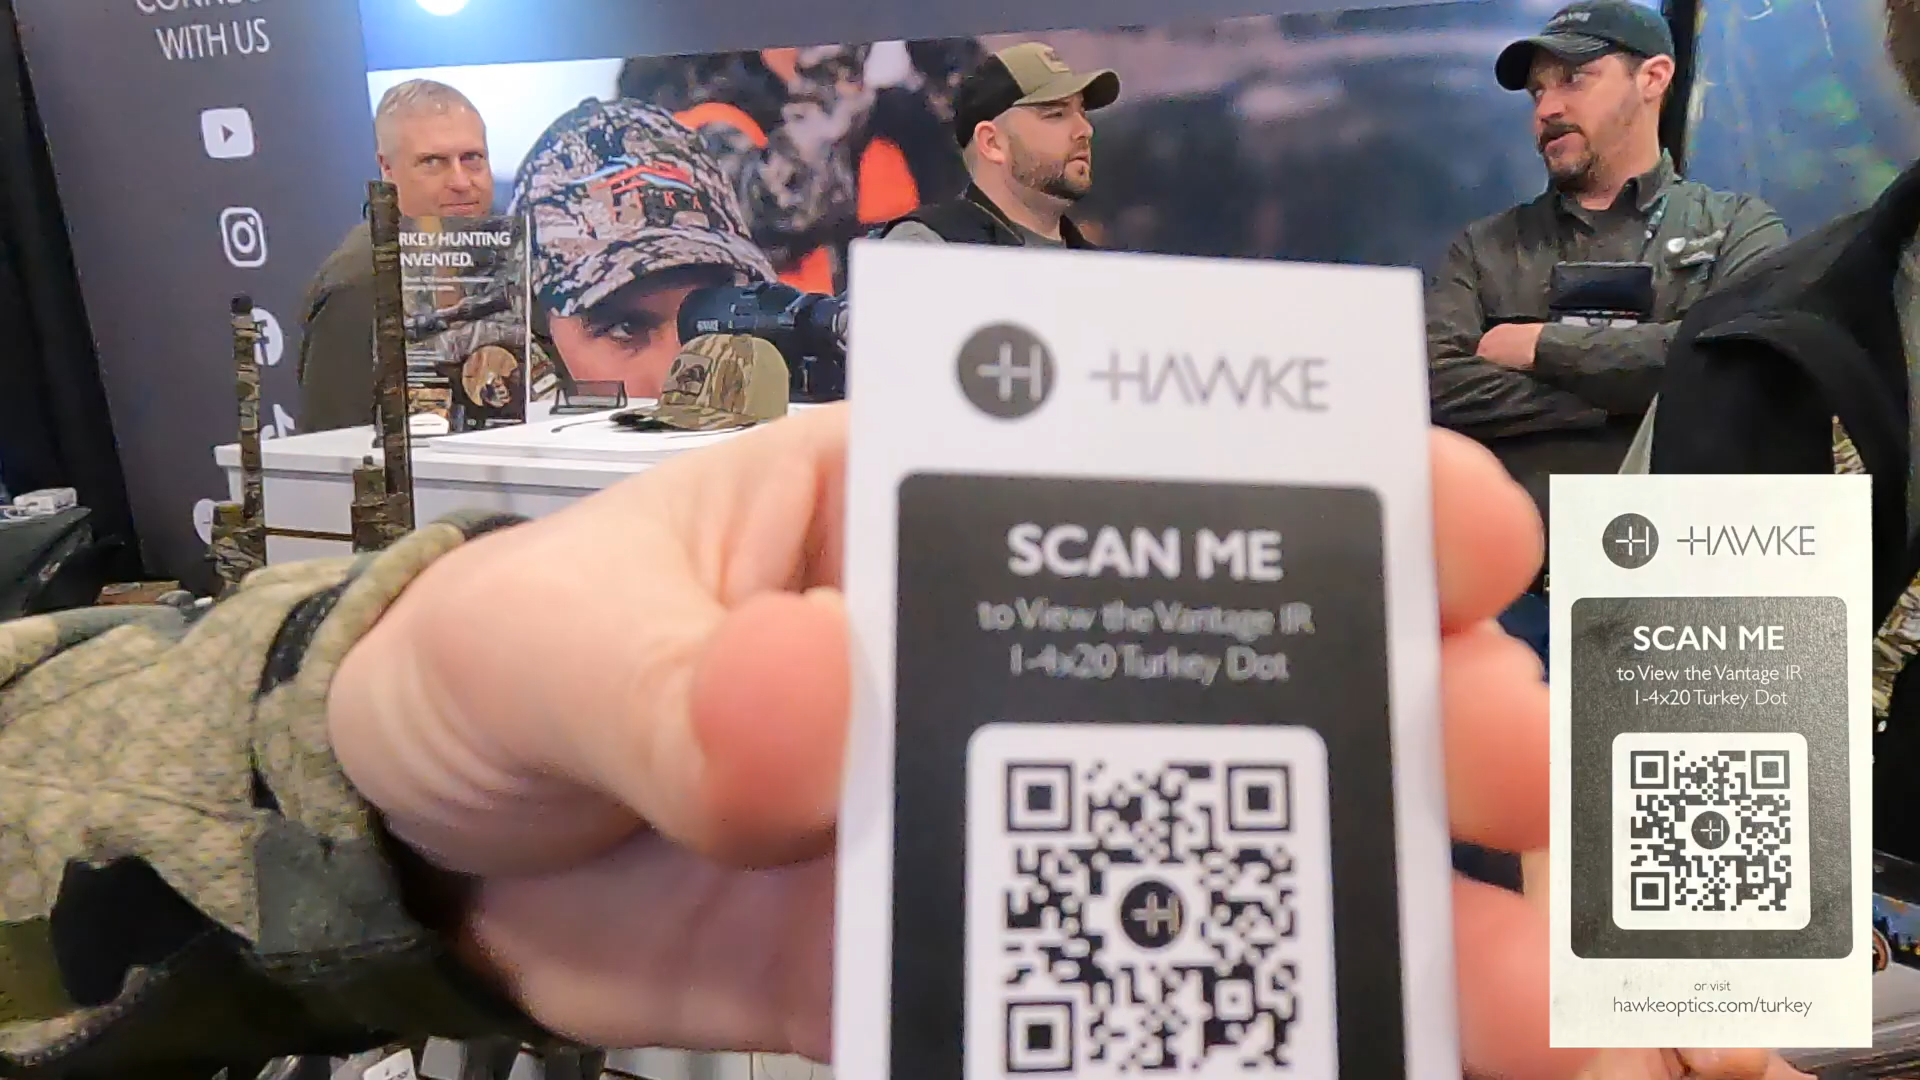 WITH US
RKEY HUNTING
NVENTED.
HAWKE
SCAN ME
to View the Vantage IR
1-4x20 Turkey Dot
HAWKE
SCAN ME
to View the Vantage IR
1-4x20 Turkey Dot
or visit
hawkeoptics.com/turkey